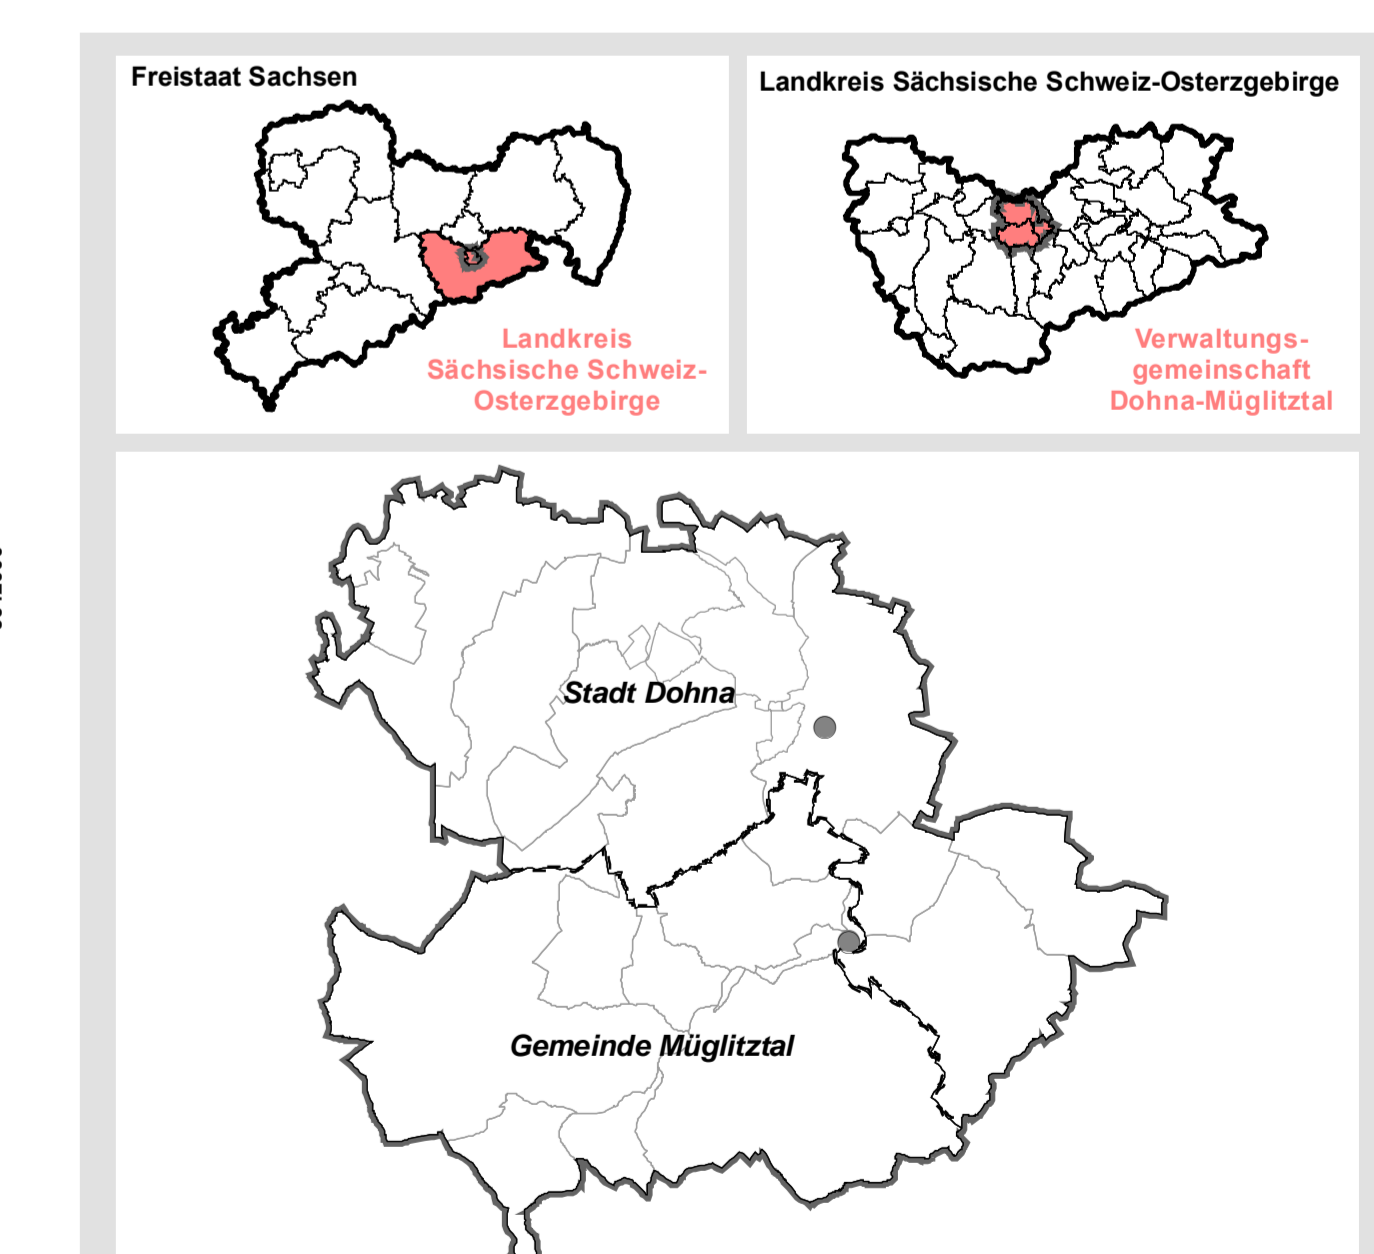 Freistaat Sachsen
Landkreis
Sächsische Schweiz-
Osterzgebirge
Landkreis Sächsische Schweiz-Osterzgebirge
Verwaltungs-
gemeinschaft
Dohna-Müglitztal
Stadt Dohna
Gemeinde Müglitztal